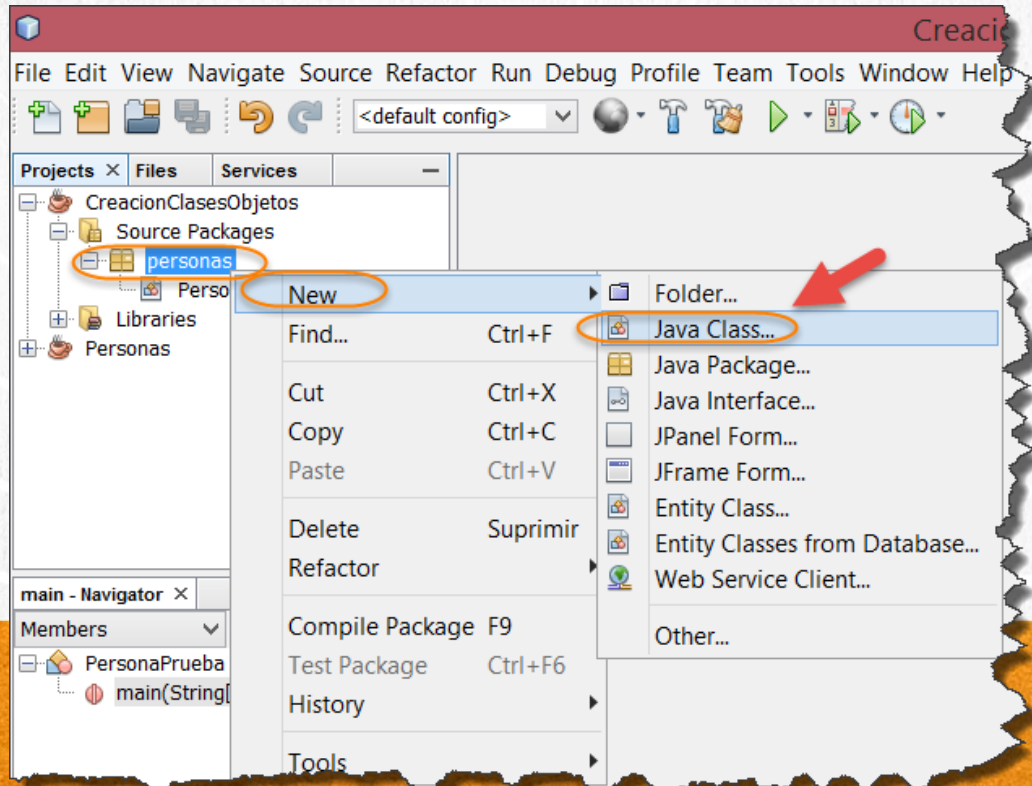 Creació
File Edit View Navigate Source Refactor Run Debug Profile Team Tools Window Help
<default config>
Projects Files Services
CreacionClasesObjetos
Source Packages
personas
Perso
Libraries
Personas
New
Find... Ctrl+F
Cut Ctrl+X
Copy Ctrl+C
Paste Ctrl+V
Delete Suprimir
Refactor
Compile Package F9
Test Package Ctrl+F6
History
Tools
Folder...
Java Class...
Java Package...
Java Interface...
JPanel Form...
JFrame Form...
Entity Class...
Entity Classes from Database...
Web Service Client...
Other...
main - Navigator
Members
PersonaPrueba
main(String[